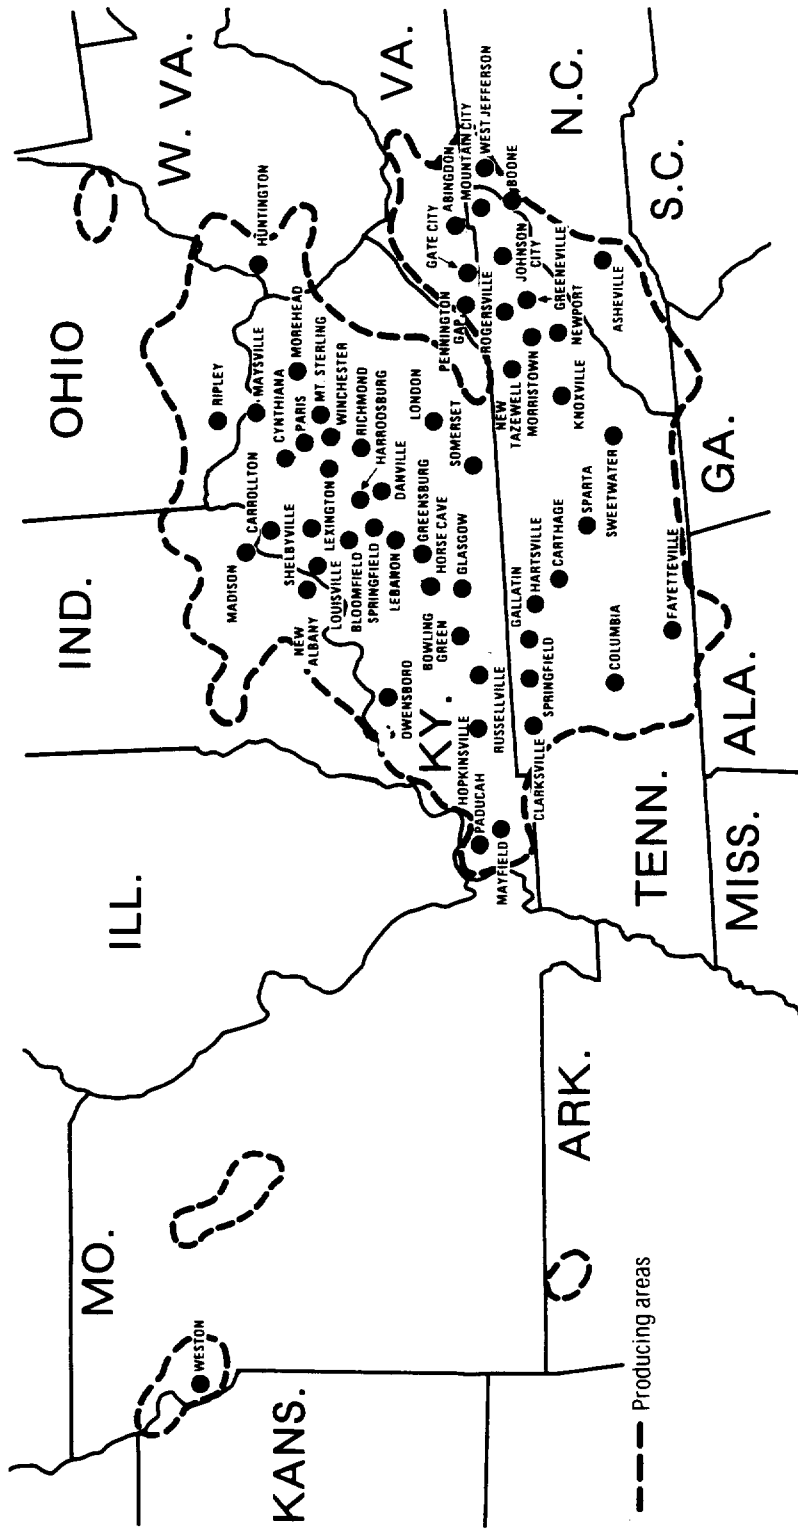 MO.
ILL.
IND.
OHIO
W. VA.
VA.
KANS.
KY.
ARK.
TENN.
MISS.
ALA.
GA.
S.C.
N.C.
WESTON
RIPLEY
HUNTINGTON
MAYSVILLE
MOREHEAD
CYNTHIANA
PARIS
MT. STERLING
WINCHESTER
RICHMOND
HARRODSBURG
CARROLLTON
MADISON
SHELBYVILLE
LEXINGTON
NEW
ALBANY
LOUISVILLE
BLOOMFIELD
SPRINGFIELD
DANVILLE
LEBANON
GREENSBURG
LONDON
SOMERSET
HORSE CAVE
GLASGOW
BOWLING
GREEN
OWENSBORO
RUSSELLVILLE
HOPKINSVILLE
PADUCAH
MAYFIELD
CLARKSVILLE
SPRINGFIELD
GALLATIN
HARTSVILLE
CARTHAGE
SPARTA
COLUMBIA
FAYETTEVILLE
SWEETWATER
KNOXVILLE
NEW
TAZEWELL
MORRISTOWN
NEWPORT
GREENEVILLE
ROGERSVILLE
PENNINGTON
GAP
GATE CITY
ABINGDON
MOUNTAIN CITY
WEST JEFFERSON
BOONE
JOHNSON
CITY
ASHEVILLE
Producing areas